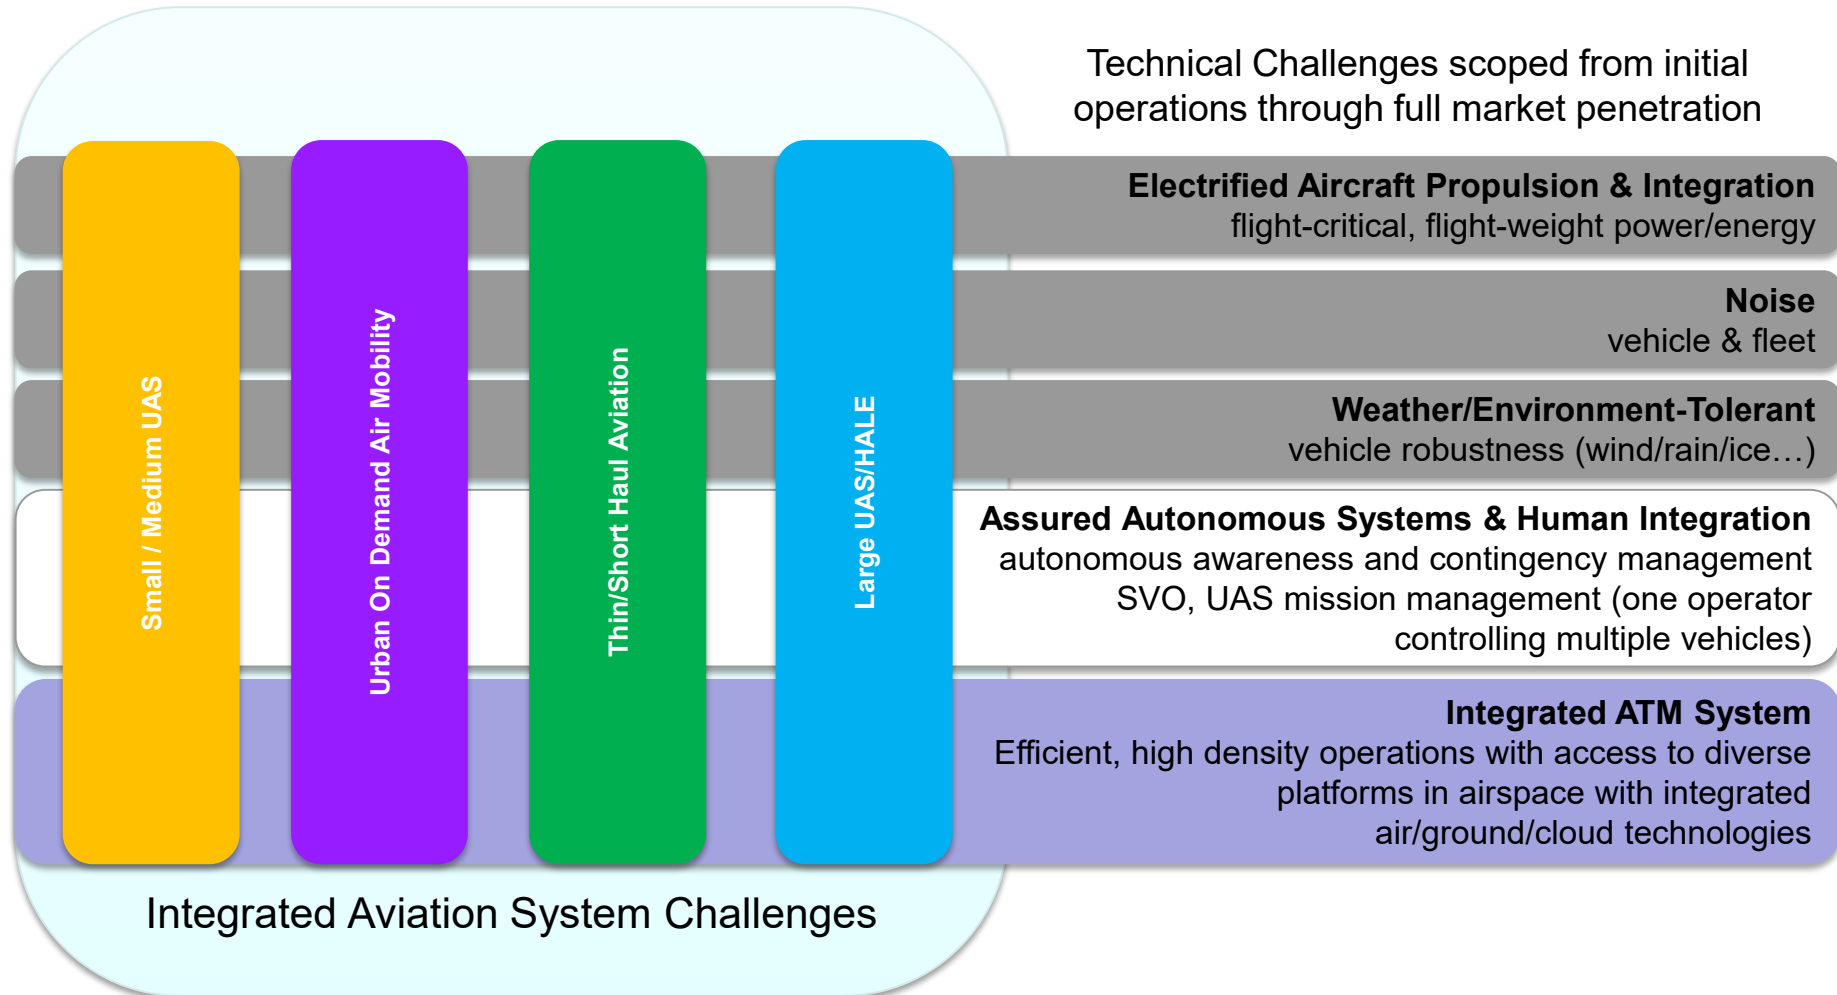 Technical Challenges scoped from initial
operations through full market penetration
Small / Medium UAS
Urban On Demand Air Mobility
Thin/Short Haul Aviation
Large UAS/HALE
Electrified Aircraft Propulsion & Integration
flight-critical, flight-weight power/energy
Noise
vehicle & fleet
Weather/Environment-Tolerant
vehicle robustness (wind/rain/ice…)
Assured Autonomous Systems & Human Integration
autonomous awareness and contingency management
SVO, UAS mission management (one operator
controlling multiple vehicles)
Integrated ATM System
Efficient, high density operations with access to diverse
platforms in airspace with integrated
air/ground/cloud technologies
Integrated Aviation System Challenges